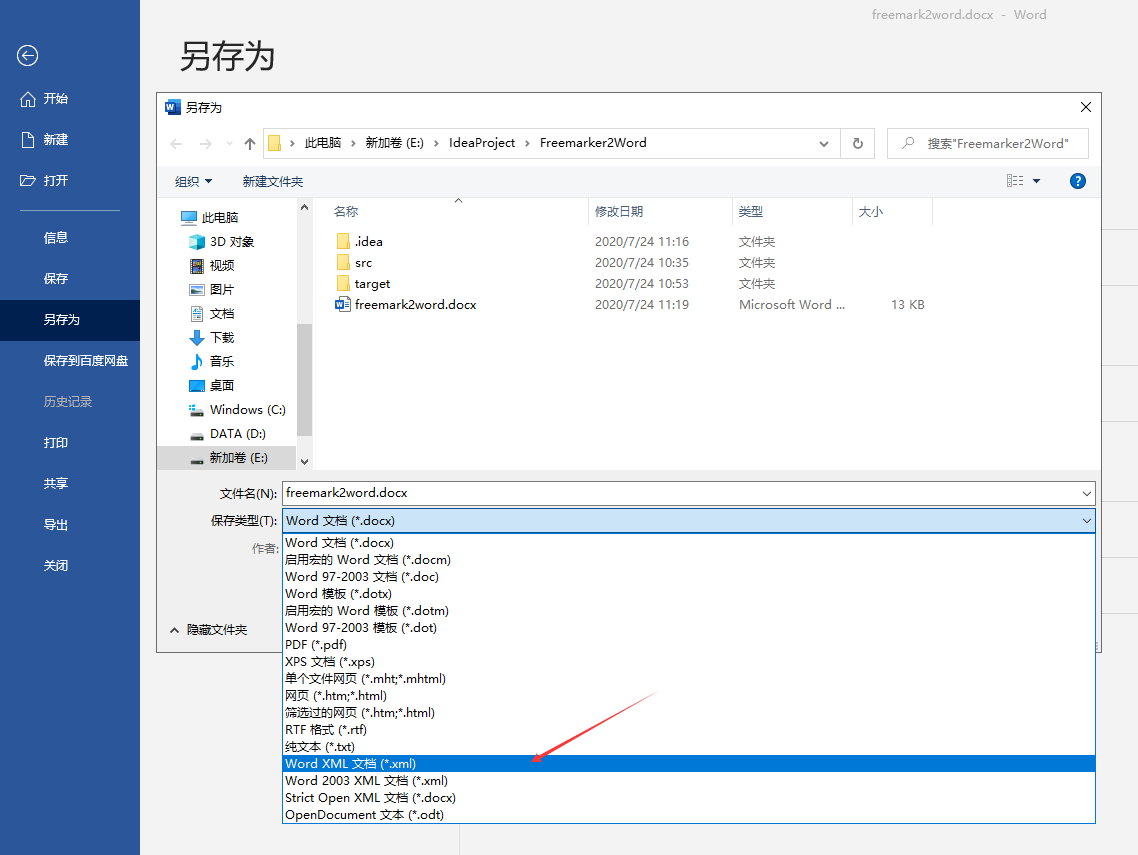 freemark2word.docx - Word
另存为
开始
新建
打开
信息
保存
另存为
保存到百度网盘
历史记录
打印
共享
导出
关闭
另存为
此电脑 › 新加卷 (E:) › IdeaProject › Freemarker2Word
搜索"Freemarker2Word"
组织 新建文件夹
此电脑
3D 对象
视频
图片
文档
下载
音乐
桌面
Windows (C:)
DATA (D:)
新加卷 (E:)
名称 修改日期 类型 大小
.idea 2020/7/24 11:16 文件夹
src 2020/7/24 10:35 文件夹
target 2020/7/24 10:53 文件夹
freemark2word.docx 2020/7/24 11:19 Microsoft Word ... 13 KB
文件名(N): freemark2word.docx
保存类型(T): Word 文档 (*.docx)
作者:
隐藏文件夹
Word 文档 (*.docx)
启用宏的 Word 文档 (*.docm)
Word 97-2003 文档 (*.doc)
Word 模板 (*.dotx)
启用宏的 Word 模板 (*.dotm)
Word 97-2003 模板 (*.dot)
PDF (*.pdf)
XPS 文档 (*.xps)
单个文件网页 (*.mht;*.mhtml)
网页 (*.htm;*.html)
筛选过的网页 (*.htm;*.html)
RTF 格式 (*.rtf)
纯文本 (*.txt)
Word XML 文档 (*.xml)
Word 2003 XML 文档 (*.xml)
Strict Open XML 文档 (*.docx)
OpenDocument 文本 (*.odt)